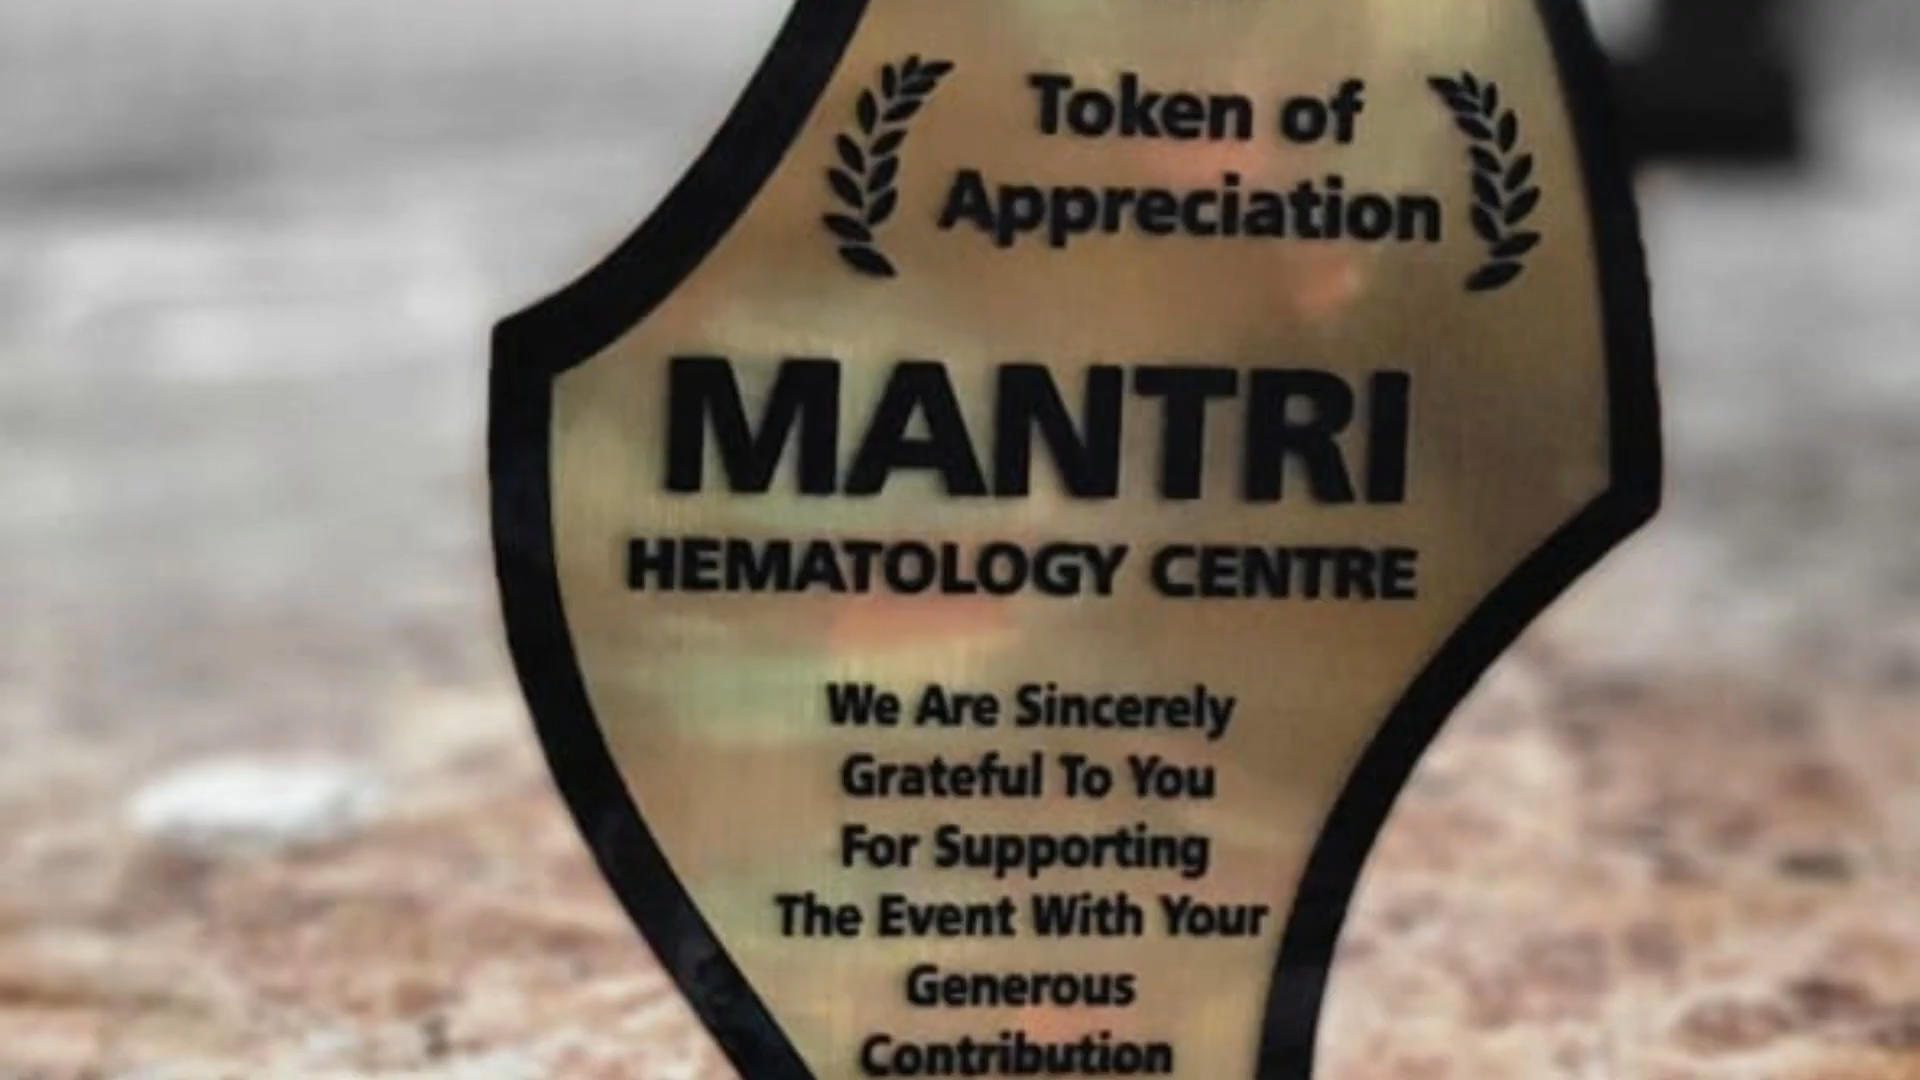 Token of
Appreciation
MANTRI
HEMATOLOGY CENTRE
We Are Sincerely
Grateful To You
For Supporting
The Event With Your
Generous
Contribution